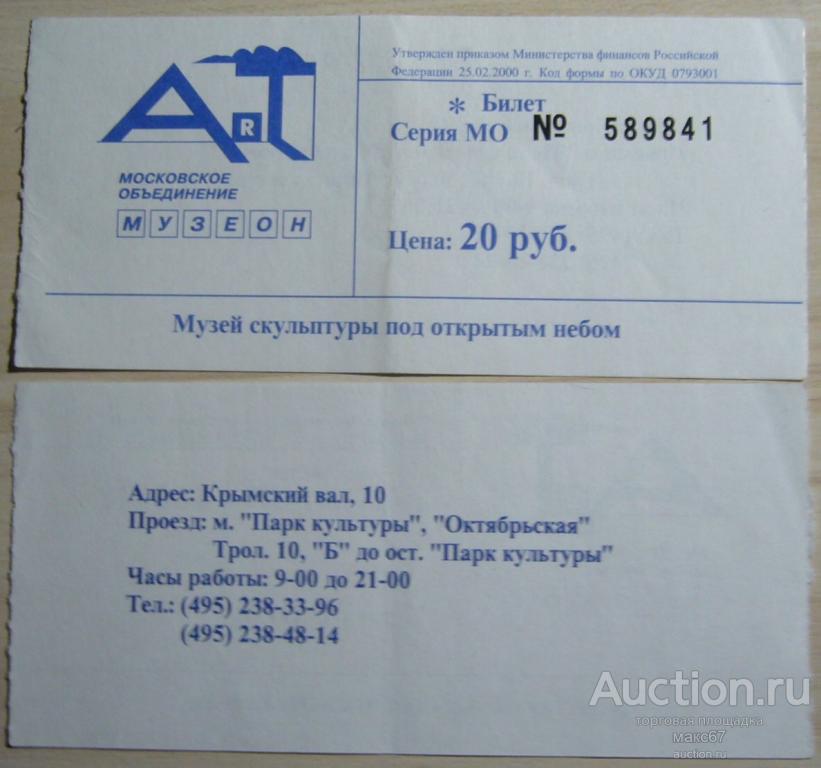 ART
МОСКОВСКОЕ
ОБЪЕДИНЕНИЕ
МУЗЕОН
Утвержден приказом Министерства финансов Российской
Федерации 25.02.2000 г. Код формы по ОКУД 0793001
* Билет
Серия МО № 589841
Цена: 20 руб.
Музей скульптуры под открытым небом
Адрес: Крымский вал, 10
Проезд: м. "Парк культуры", "Октябрьская"
Трол. 10, "Б" до ост. "Парк культуры"
Часы работы: 9-00 до 21-00
Тел.: (495) 238-33-96
(495) 238-48-14
Auction.ru
торговая площадка
макс67
auction.ru